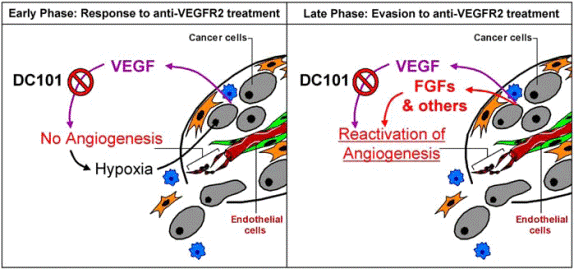 Early Phase: Response to anti-VEGFR2 treatment
Cancer cells
VEGF
DC101
No Angiogenesis
Hypoxia
Endothelial
cells
Late Phase: Evasion to anti-VEGFR2 treatment
Cancer cells
VEGF
DC101
FGFs
& others
Reactivation of
Angiogenesis
Endothelial
cells